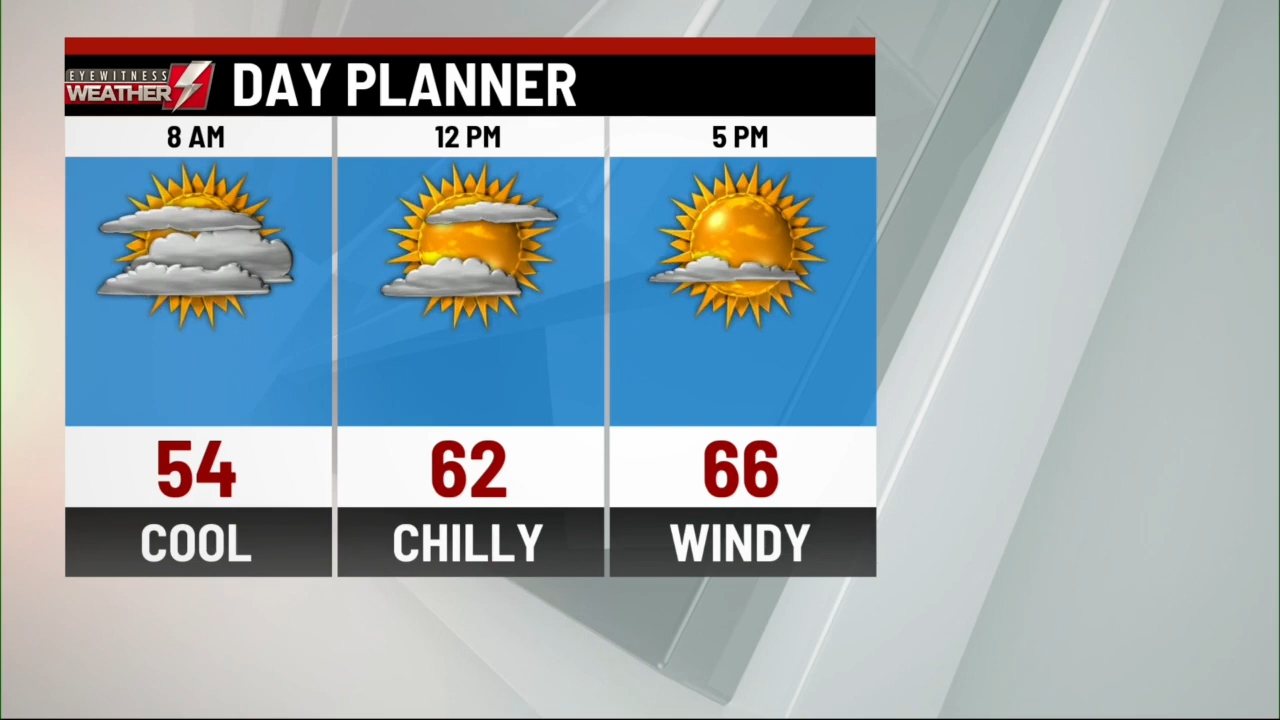 EYEWITNESS
WEATHER
DAY PLANNER
8 AM
12 PM
5 PM
54
62
66
COOL
CHILLY
WINDY